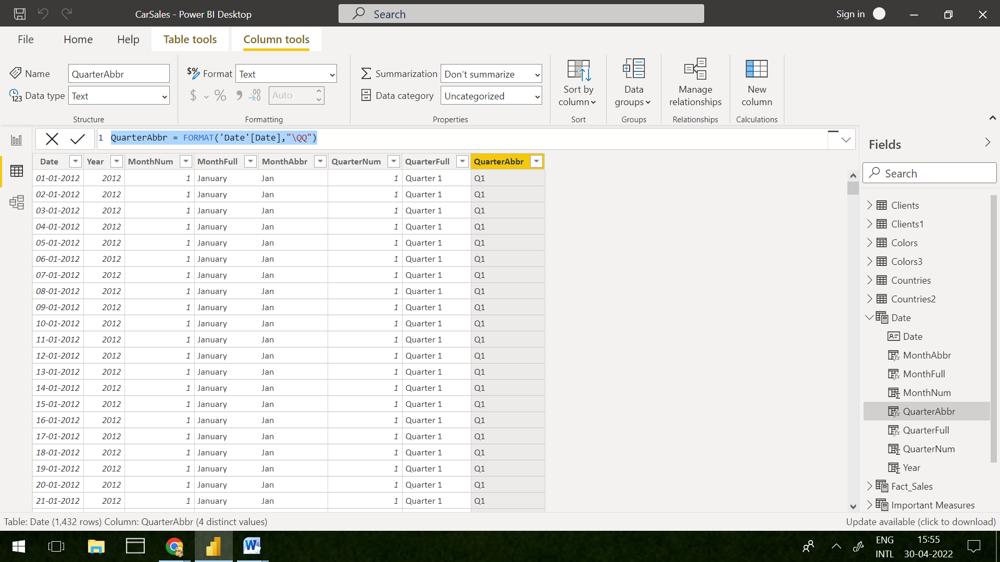 CarSales - Power BI Desktop
Search
Sign in
File Home Help Table tools Column tools
Name QuarterAbbr
Data type Text
Structure
$% Format Text
$ % 9 .00 →0 Auto
Formatting
Summarization Don't summarize
Data category Uncategorized
Properties
Sort by column
Sort
Data groups
Groups
Manage relationships
Relationships
New column
Calculations
1 QuarterAbbr = FORMAT('Date'[Date],"\QQ")
Date Year MonthNum MonthFull MonthAbbr QuarterNum QuarterFull QuarterAbbr
01-01-2012 2012 1 January Jan 1 Quarter 1 Q1
02-01-2012 2012 1 January Jan 1 Quarter 1 Q1
03-01-2012 2012 1 January Jan 1 Quarter 1 Q1
04-01-2012 2012 1 January Jan 1 Quarter 1 Q1
05-01-2012 2012 1 January Jan 1 Quarter 1 Q1
06-01-2012 2012 1 January Jan 1 Quarter 1 Q1
07-01-2012 2012 1 January Jan 1 Quarter 1 Q1
08-01-2012 2012 1 January Jan 1 Quarter 1 Q1
09-01-2012 2012 1 January Jan 1 Quarter 1 Q1
10-01-2012 2012 1 January Jan 1 Quarter 1 Q1
11-01-2012 2012 1 January Jan 1 Quarter 1 Q1
12-01-2012 2012 1 January Jan 1 Quarter 1 Q1
13-01-2012 2012 1 January Jan 1 Quarter 1 Q1
14-01-2012 2012 1 January Jan 1 Quarter 1 Q1
15-01-2012 2012 1 January Jan 1 Quarter 1 Q1
16-01-2012 2012 1 January Jan 1 Quarter 1 Q1
17-01-2012 2012 1 January Jan 1 Quarter 1 Q1
18-01-2012 2012 1 January Jan 1 Quarter 1 Q1
19-01-2012 2012 1 January Jan 1 Quarter 1 Q1
20-01-2012 2012 1 January Jan 1 Quarter 1 Q1
21-01-2012 2012 1 January Jan 1 Quarter 1 Q1
Fields
Search
Clients
Clients1
Colors
Colors3
Countries
Countries2
Date
Date
MonthAbbr
MonthFull
MonthNum
QuarterAbbr
QuarterFull
QuarterNum
Year
Fact_Sales
Important Measures
Table: Date (1,432 rows) Column: QuarterAbbr (4 distinct values)
Update available (click to download)
ENG
INTL
15:55
30-04-2022